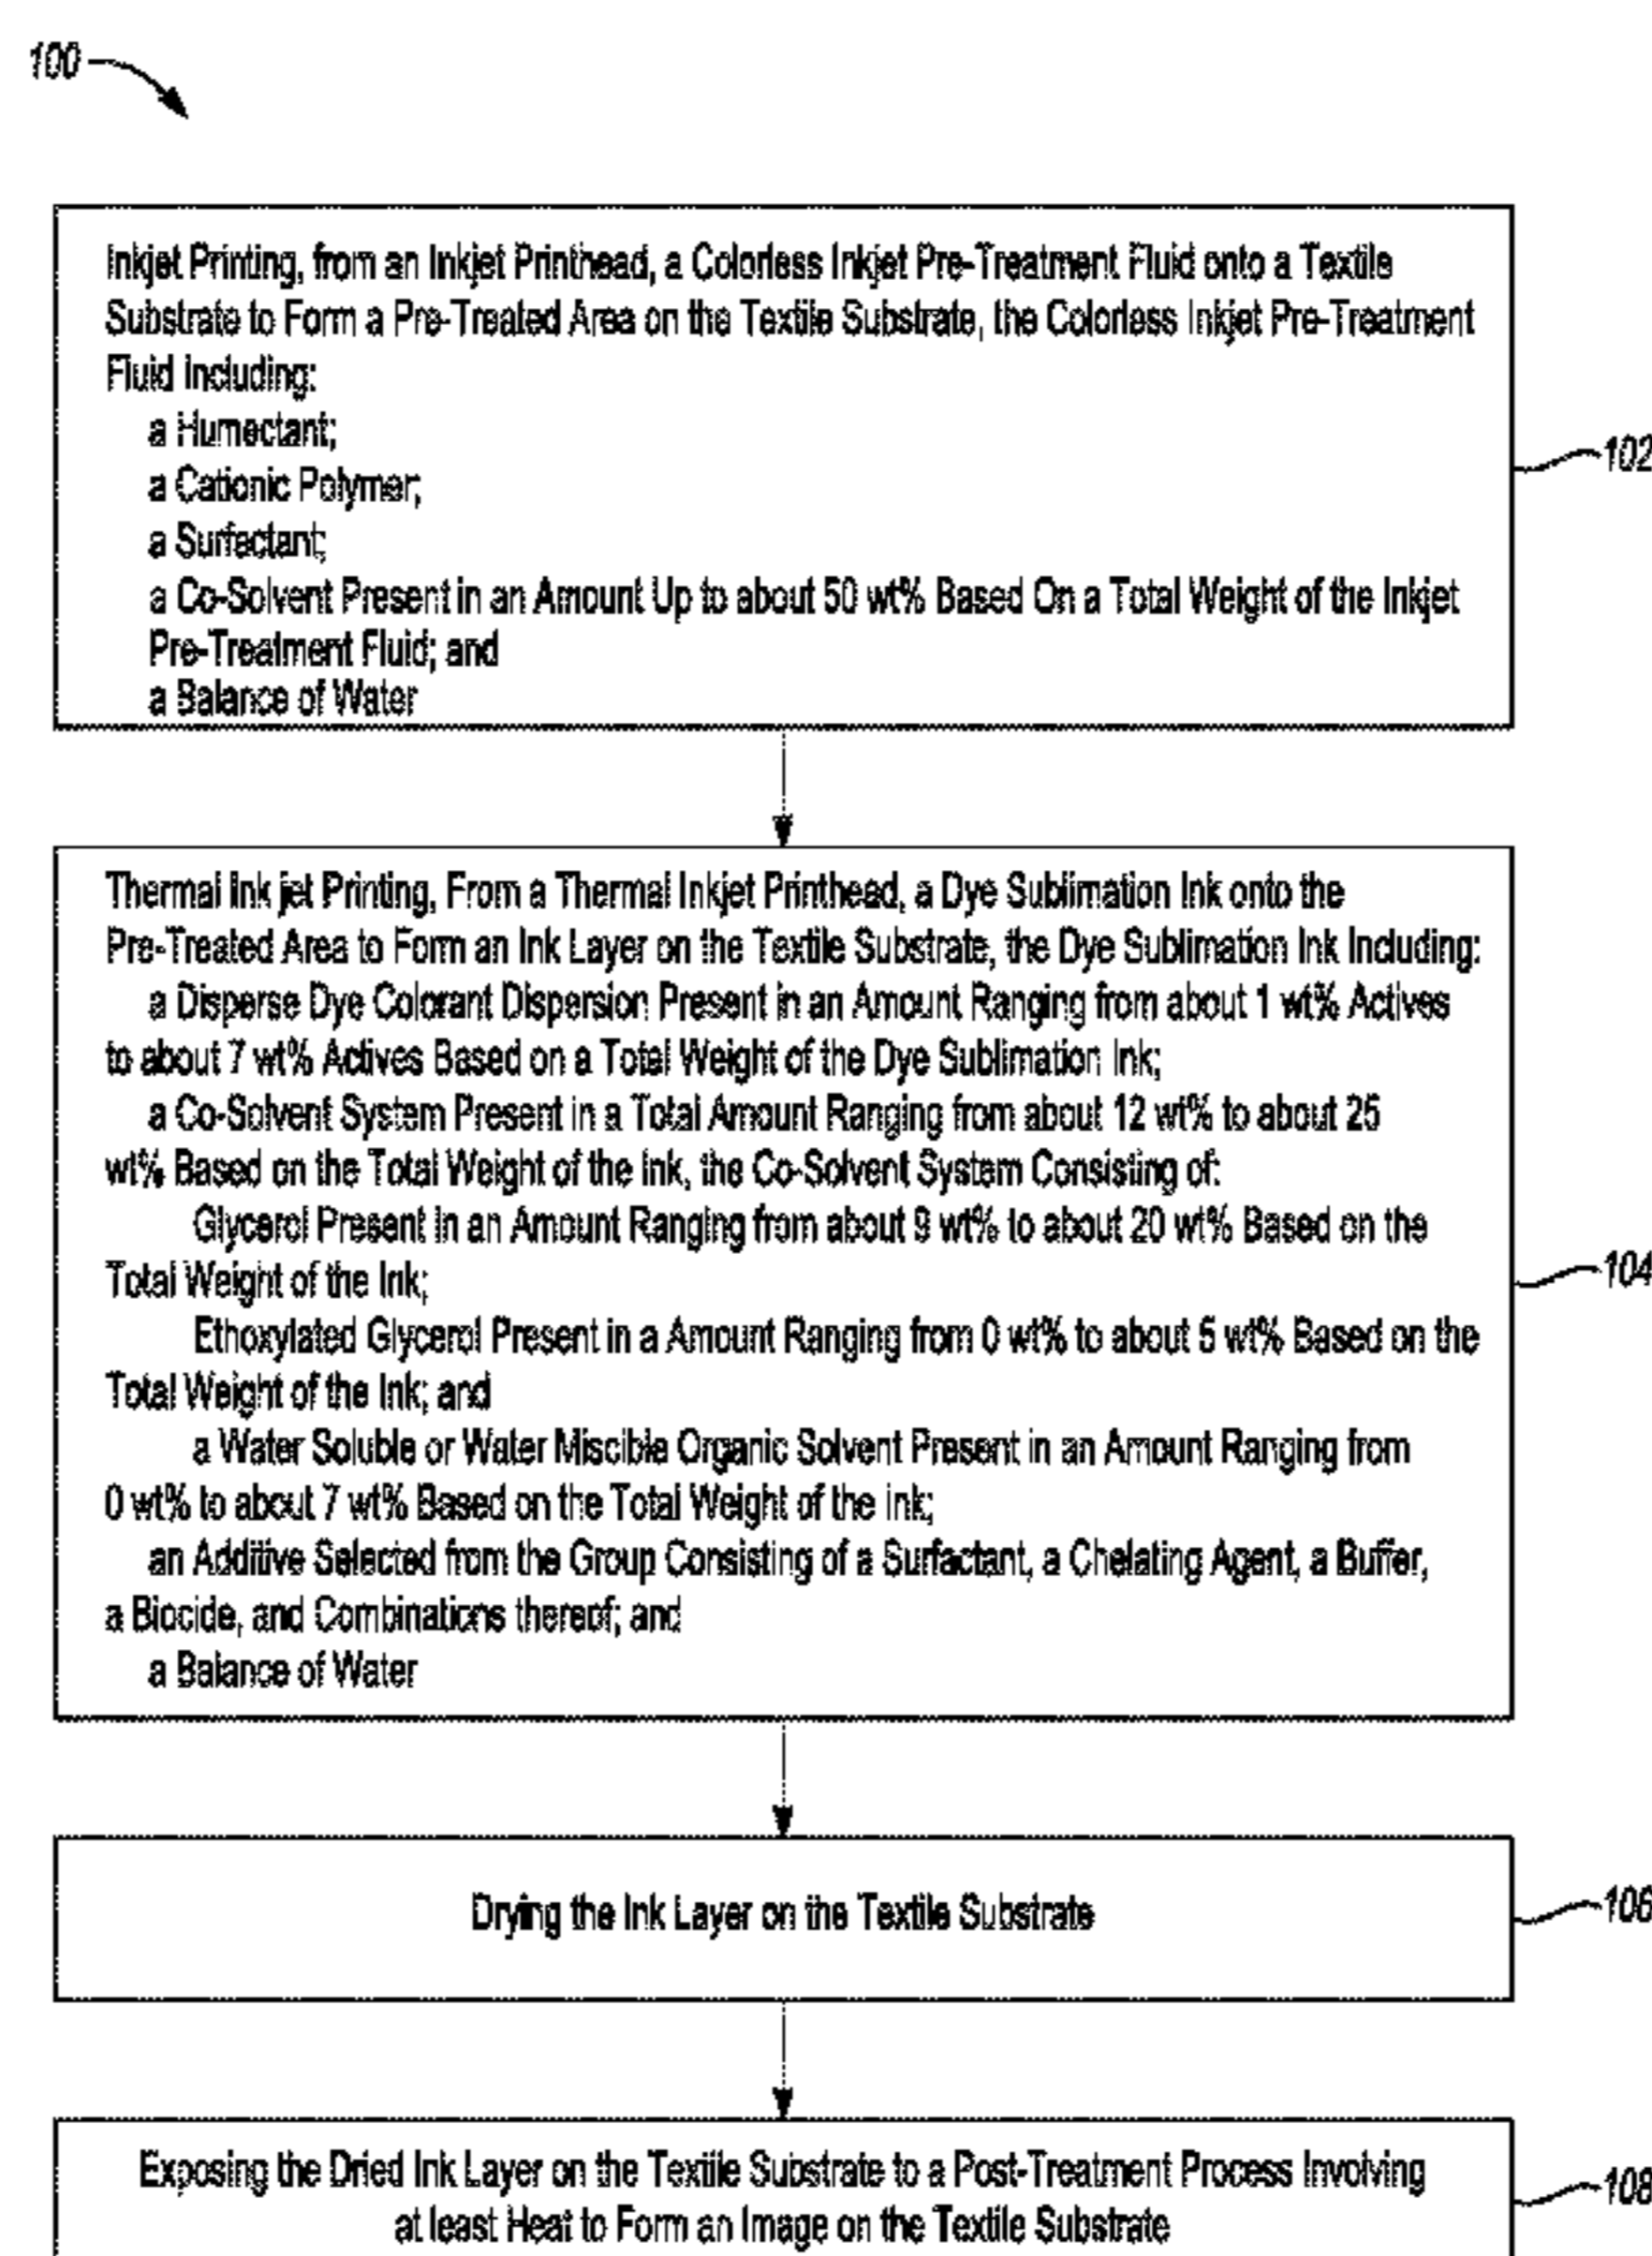 100
Inkjet Printing, from an Inkjet Printhead, a Colorless Inkjet Pre-Treatment Fluid onto a Textile
Substrate to Form a Pre-Treated Area on the Textile Substrate, the Colorless Inkjet Pre-Treatment
Fluid Including:
a Humectant;
a Cationic Polymer;
a Surfactant;
a Co-Solvent Present in an Amount Up to about 50 wt% Based On a Total Weight of the Inkjet
Pre-Treatment Fluid; and
a Balance of Water
102
Thermal Ink jet Printing, From a Thermal Inkjet Printhead, a Dye Sublimation Ink onto the
Pre-Treated Area to Form an Ink Layer on the Textile Substrate, the Dye Sublimation Ink Including:
a Disperse Dye Colorant Dispersion Present in an Amount Ranging from about 1 wt% Actives
to about 7 wt% Actives Based on a Total Weight of the Dye Sublimation Ink;
a Co-Solvent System Present in a Total Amount Ranging from about 12 wt% to about 25
wt% Based on the Total Weight of the Ink, the Co-Solvent System Consisting of:
Glycerol Present in an Amount Ranging from about 9 wt% to about 20 wt% Based on the
Total Weight of the Ink;
Ethoxylated Glycerol Present in a Amount Ranging from 0 wt% to about 5 wt% Based on the
Total Weight of the Ink; and
a Water Soluble or Water Miscible Organic Solvent Present in an Amount Ranging from
0 wt% to about 7 wt% Based on the Total Weight of the ink;
an Additive Selected from the Group Consisting of a Surfactant, a Chelating Agent, a Buffer,
a Biocide, and Combinations thereof; and
a Balance of Water
104
Drying the Ink Layer on the Textile Substrate
106
Exposing the Dried Ink Layer on the Textile Substrate to a Post-Treatment Process Involving
at least Heat to Form an Image on the Textile Substrate
108